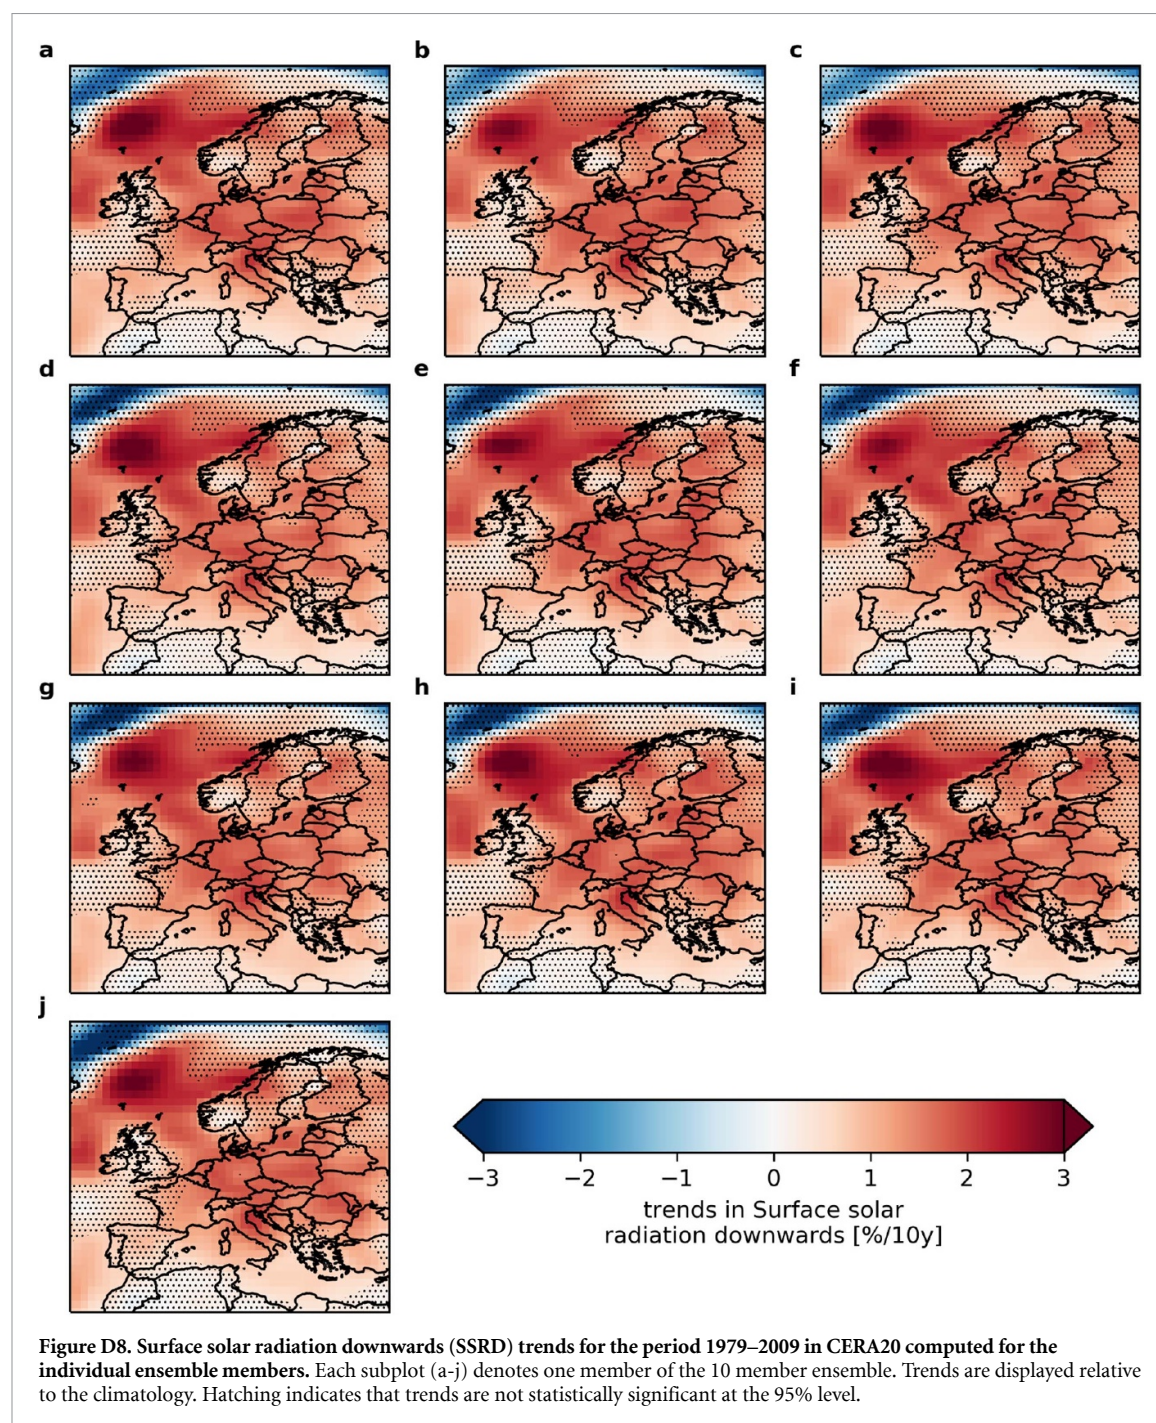 a
b
c
d
e
f
g
h
i
j
−3 −2 −1 0 1 2 3
trends in Surface solar
radiation downwards [%/10y]
Figure D8. Surface solar radiation downwards (SSRD) trends for the period 1979–2009 in CERA20 computed for the
individual ensemble members. Each subplot (a-j) denotes one member of the 10 member ensemble. Trends are displayed relative
to the climatology. Hatching indicates that trends are not statistically significant at the 95% level.